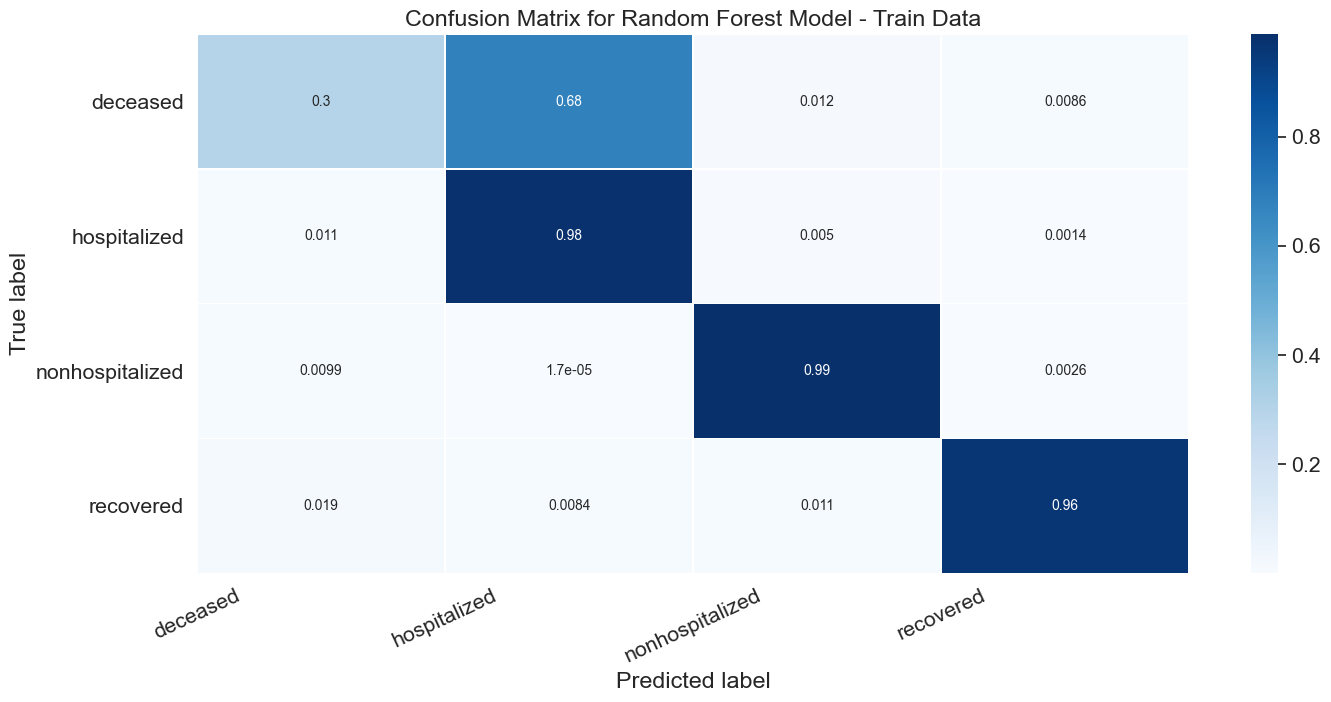 Confusion Matrix for Random Forest Model - Train Data
True label
deceased
0.3
0.68
0.012
0.0086
hospitalized
0.011
0.98
0.005
0.0014
nonhospitalized
0.0099
1.7e-05
0.99
0.0026
recovered
0.019
0.0084
0.011
0.96
deceased
hospitalized
nonhospitalized
recovered
Predicted label
0.8
0.6
0.4
0.2